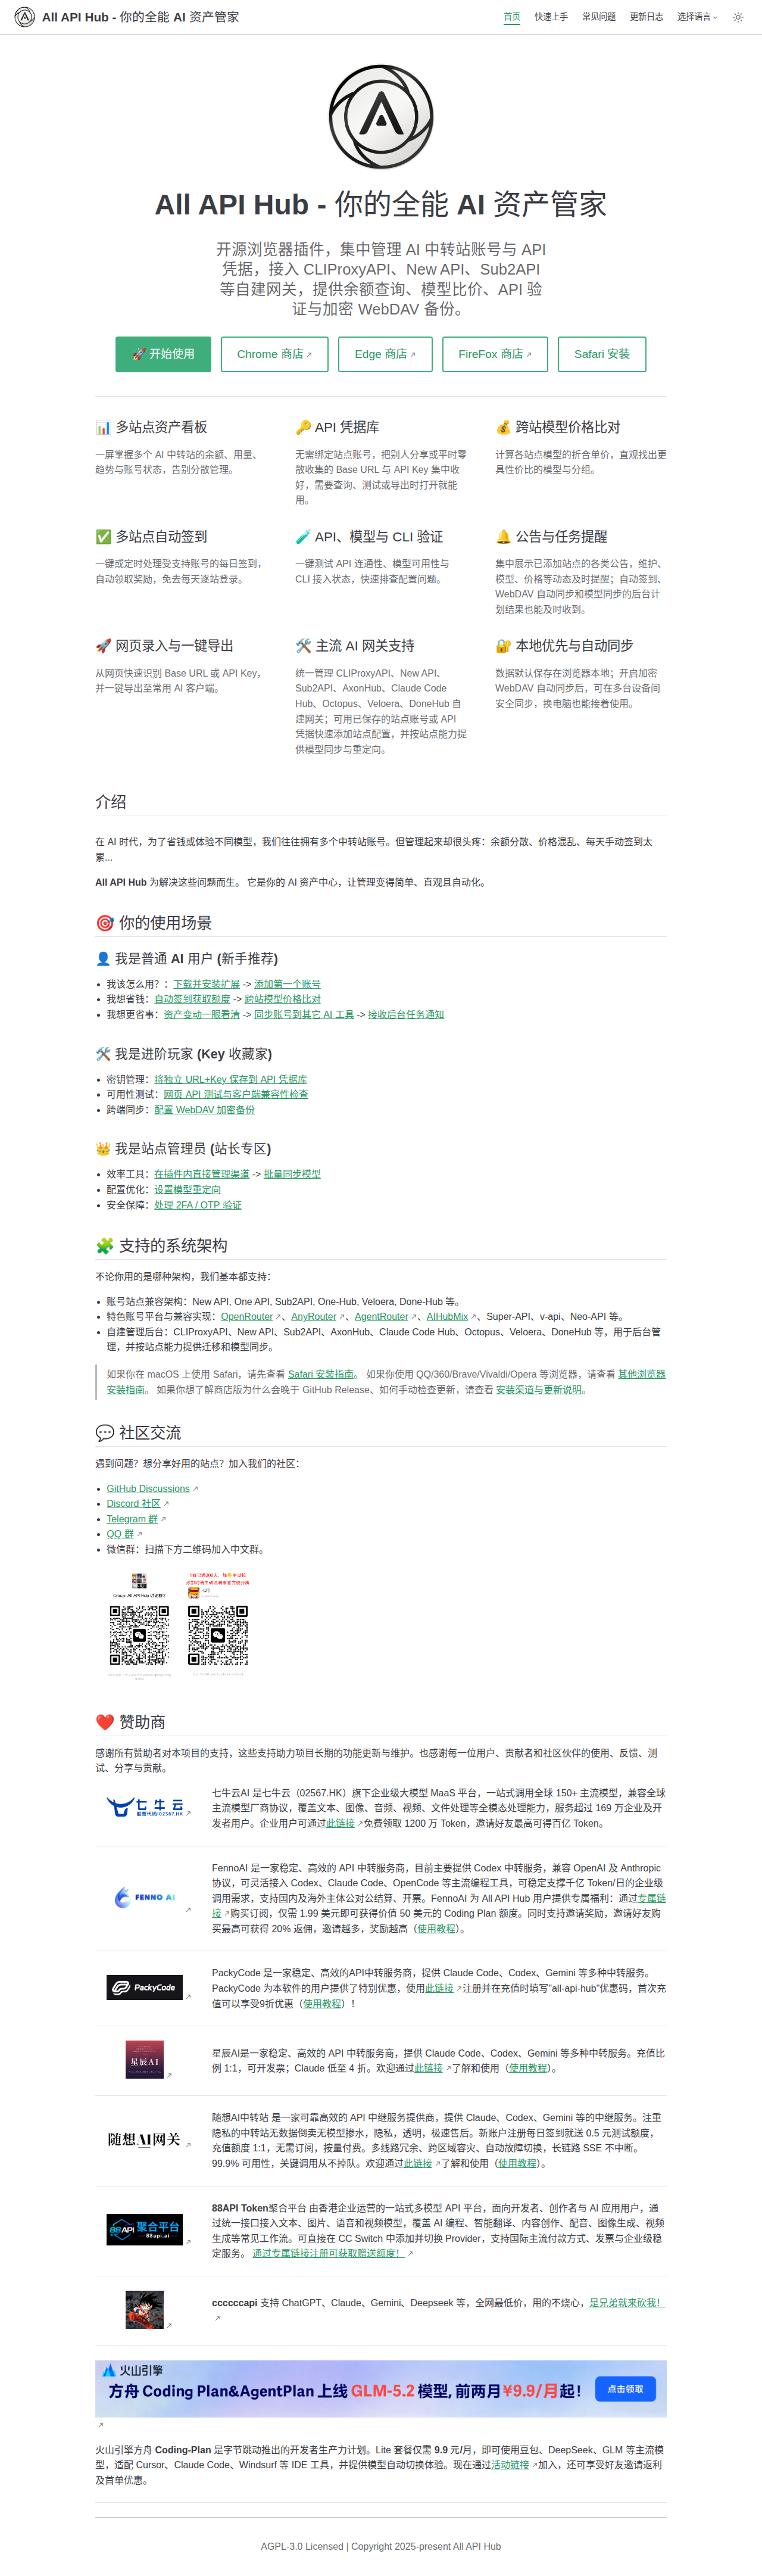 All API Hub - 你的全能 AI 资产管家
首页 快速上手 常见问题 更新日志 选择语言
All API Hub - 你的全能 AI 资产管家
开源浏览器插件，集中管理 AI 中转站账号与 API
凭据，接入 CLIProxyAPI、New API、Sub2API
等自建网关，提供余额查询、模型比价、API 验
证与加密 WebDAV 备份。
🚀 开始使用 Chrome 商店 Edge 商店 FireFox 商店 Safari 安装
📊 多站点资产看板
一屏掌握多个 AI 中转站的余额、用量、
趋势与账号状态，告别分散管理。
🔑 API 凭据库
无需绑定站点账号，把别人分享或平时零
散收集的 Base URL 与 API Key 集中收
好，需要查询、测试或导出时打开就能
用。
💰 跨站模型价格比对
计算各站点模型的折合单价，直观找出更
具性价比的模型与分组。
✅ 多站点自动签到
一键或定时处理受支持账号的每日签到，
自动领取奖励，免去每天逐站登录。
🧪 API、模型与 CLI 验证
一键测试 API 连通性、模型可用性与
CLI 接入状态，快速排查配置问题。
🔔 公告与任务提醒
集中展示已添加站点的各类公告，维护、
模型、价格等动态及时提醒；自动签到、
WebDAV 自动同步和模型同步的后台计
划结果也能及时收到。
🚀 网页录入与一键导出
从网页快速识别 Base URL 或 API Key，
并一键导出至常用 AI 客户端。
🛠️ 主流 AI 网关支持
统一管理 CLIProxyAPI、New API、
Sub2API、AxonHub、Claude Code
Hub、Octopus、Veloera、DoneHub 自
建网关；可用已保存的站点账号或 API
凭据快速添加站点配置，并按站点能力提
供模型同步与重定向。
🔐 本地优先与自动同步
数据默认保存在浏览器本地；开启加密
WebDAV 自动同步后，可在多台设备间
安全同步，换电脑也能接着使用。
介绍
在 AI 时代，为了省钱或体验不同模型，我们往往拥有多个中转站账号。但管理起来却很头疼：余额分散、价格混乱、每天手动签到太
累...
All API Hub 为解决这些问题而生。 它是你的 AI 资产中心，让管理变得简单、直观且自动化。
🎯 你的使用场景
👤 我是普通 AI 用户 (新手推荐)
我该怎么用？：下载并安装扩展 -> 添加第一个账号
我想省钱：自动签到获取额度 -> 跨站模型价格比对
我想更省事：资产变动一眼看清 -> 同步账号到其它 AI 工具 -> 接收后台任务通知
🛠️ 我是进阶玩家 (Key 收藏家)
密钥管理：将独立 URL+Key 保存到 API 凭据库
可用性测试：网页 API 测试与客户端兼容性检查
跨端同步：配置 WebDAV 加密备份
👑 我是站点管理员 (站长专区)
效率工具：在插件内直接管理渠道 -> 批量同步模型
配置优化：设置模型重定向
安全保障：处理 2FA / OTP 验证
🧩 支持的系统架构
不论你用的是哪种架构，我们基本都支持：
账号站点兼容架构：New API, One API, Sub2API, One-Hub, Veloera, Done-Hub 等。
特色账号平台与兼容实现：OpenRouter、AnyRouter、AgentRouter、AIHubMix、Super-API、v-api、Neo-API 等。
自建管理后台：CLIProxyAPI、New API、Sub2API、AxonHub、Claude Code Hub、Octopus、Veloera、DoneHub 等，用于后台管
理，并按站点能力提供迁移和模型同步。
如果你在 macOS 上使用 Safari，请先查看 Safari 安装指南。 如果你使用 QQ/360/Brave/Vivaldi/Opera 等浏览器，请查看 其他浏览器
安装指南。 如果你想了解商店版为什么会晚于 GitHub Release、如何手动检查更新，请查看 安装渠道与更新说明。
💬 社区交流
遇到问题？想分享好用的站点？加入我们的社区：
GitHub Discussions
Discord 社区
Telegram 群
QQ 群
微信群：扫描下方二维码加入中文群。
❤️ 赞助商
感谢所有赞助者对本项目的支持，这些支持助力项目长期的功能更新与维护。也感谢每一位用户、贡献者和社区伙伴的使用、反馈、测
试、分享与贡献。
七牛云
股票代码/02567.HK
七牛云AI 是七牛云（02567.HK）旗下企业级大模型 MaaS 平台，一站式调用全球 150+ 主流模型，兼容全球
主流模型厂商协议，覆盖文本、图像、音频、视频、文件处理等全模态处理能力，服务超过 169 万企业及开
发者用户。企业用户可通过此链接免费领取 1200 万 Token，邀请好友最高可得百亿 Token。
FENNO AI
FennoAI 是一家稳定、高效的 API 中转服务商，目前主要提供 Codex 中转服务，兼容 OpenAI 及 Anthropic
协议，可灵活接入 Codex、Claude Code、OpenCode 等主流编程工具，可稳定支撑千亿 Token/日的企业级
调用需求，支持国内及海外主体公对公结算、开票。FennoAI 为 All API Hub 用户提供专属福利：通过专属链
接购买订阅，仅需 1.99 美元即可获得价值 50 美元的 Coding Plan 额度。同时支持邀请奖励，邀请好友购
买最高可获得 20% 返佣，邀请越多，奖励越高（使用教程）。
PackyCode
PackyCode 是一家稳定、高效的API中转服务商，提供 Claude Code、Codex、Gemini 等多种中转服务。
PackyCode 为本软件的用户提供了特别优惠，使用此链接注册并在充值时填写"all-api-hub"优惠码，首次充
值可以享受9折优惠（使用教程）！
星辰AI
星辰AI是一家稳定、高效的 API 中转服务商，提供 Claude Code、Codex、Gemini 等多种中转服务。充值比
例 1:1，可开发票；Claude 低至 4 折。欢迎通过此链接了解和使用（使用教程）。
随想AI网关
随想AI中转站 是一家可靠高效的 API 中继服务提供商，提供 Claude、Codex、Gemini 等的中继服务。注重
隐私的中转站无数据倒卖无模型掺水，隐私，透明，极速售后。新账户注册每日签到就送 0.5 元测试额度，
充值额度 1:1，无需订阅，按量付费。多线路冗余、跨区域容灾、自动故障切换，长链路 SSE 不中断。
99.9% 可用性，关键调用从不掉队。欢迎通过此链接了解和使用（使用教程）。
88API 聚合平台
88api.ai
88API Token聚合平台 由香港企业运营的一站式多模型 API 平台，面向开发者、创作者与 AI 应用用户，通
过统一接口接入文本、图片、语音和视频模型，覆盖 AI 编程、智能翻译、内容创作、配音、图像生成、视频
生成等常见工作流。可直接在 CC Switch 中添加并切换 Provider，支持国际主流付款方式、发票与企业级稳
定服务。 通过专属链接注册可获取赠送额度！
ccccccapi 支持 ChatGPT、Claude、Gemini、Deepseek 等，全网最低价，用的不烧心，是兄弟就来砍我！
火山引擎
方舟 Coding Plan&AgentPlan 上线 GLM-5.2 模型, 前两月¥9.9/月起！ 点击领取
火山引擎方舟 Coding-Plan 是字节跳动推出的开发者生产力计划。Lite 套餐仅需 9.9 元/月，即可使用豆包、DeepSeek、GLM 等主流模
型，适配 Cursor、Claude Code、Windsurf 等 IDE 工具，并提供模型自动切换体验。现在通过活动链接加入，还可享受好友邀请返利
及首单优惠。
AGPL-3.0 Licensed | Copyright 2025-present All API Hub